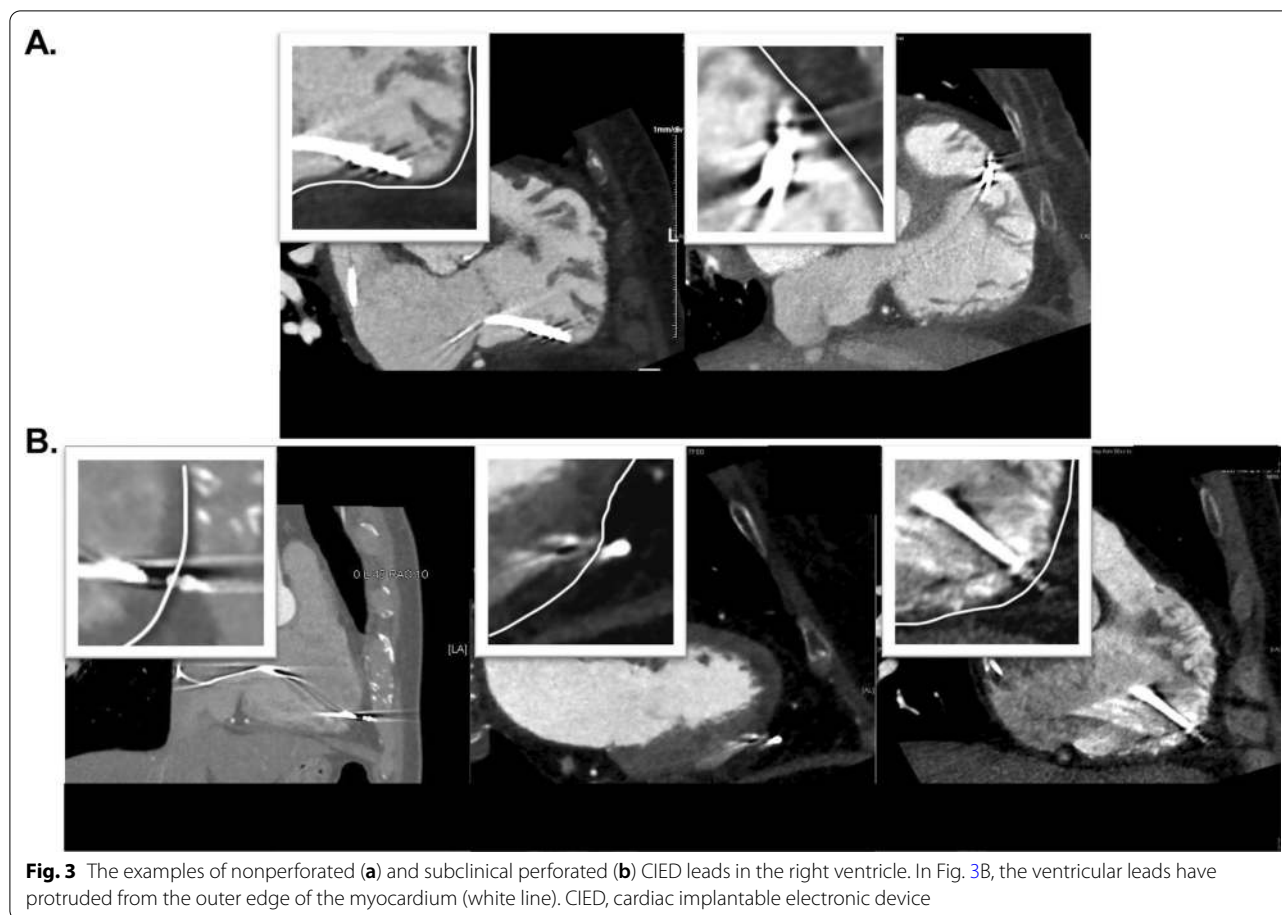 A.
1mm/div
L
B.
0 LAO RAO 10
[LA]
Fig. 3 The examples of nonperforated (a) and subclinical perforated (b) CIED leads in the right ventricle. In Fig. 3B, the ventricular leads have
protruded from the outer edge of the myocardium (white line). CIED, cardiac implantable electronic device